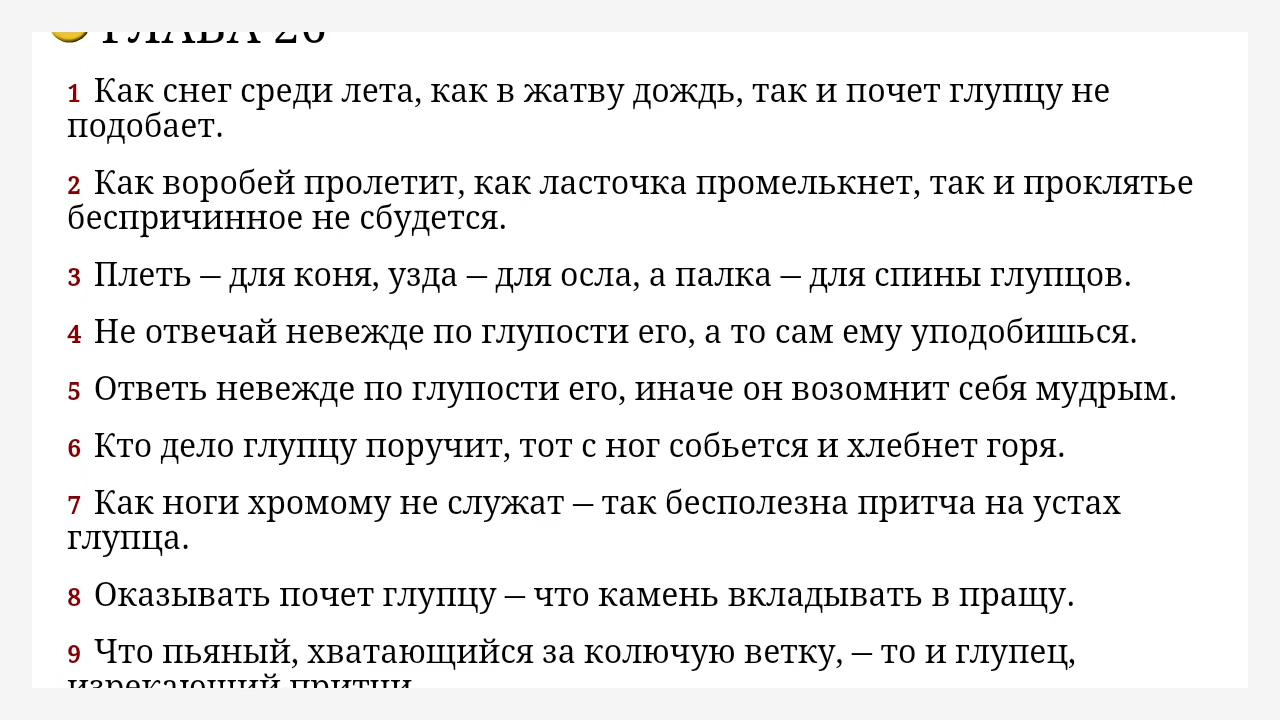 ГЛАВА 26
1 Как снег среди лета, как в жатву дождь, так и почет глупцу не
подобает.
2 Как воробей пролетит, как ласточка промелькнет, так и проклятье
беспричинное не сбудется.
3 Плеть – для коня, узда – для осла, а палка – для спины глупцов.
4 Не отвечай невежде по глупости его, а то сам ему уподобишься.
5 Ответь невежде по глупости его, иначе он возомнит себя мудрым.
6 Кто дело глупцу поручит, тот с ног собьется и хлебнет горя.
7 Как ноги хромому не служат – так бесполезна притча на устах
глупца.
8 Оказывать почет глупцу – что камень вкладывать в пращу.
9 Что пьяный, хватающийся за колючую ветку, – то и глупец,
изрекающий притчи.